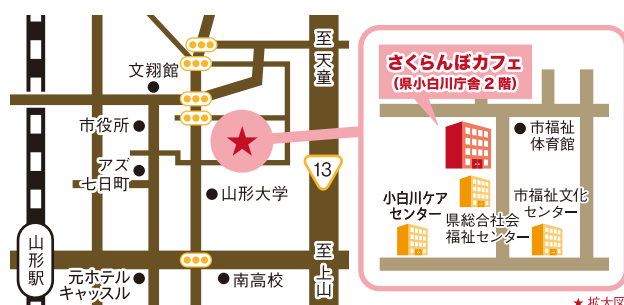 至天童
文翔館
市役所
アズ
七日町
13
山形大学
山形駅
元ホテル
キャッスル
南高校
至上山
さくらんぼカフェ
(県小白川庁舎2階)
市福祉
体育館
小白川ケア
センター
県総合社会
福祉センター
市福祉文化
センター
★拡大図